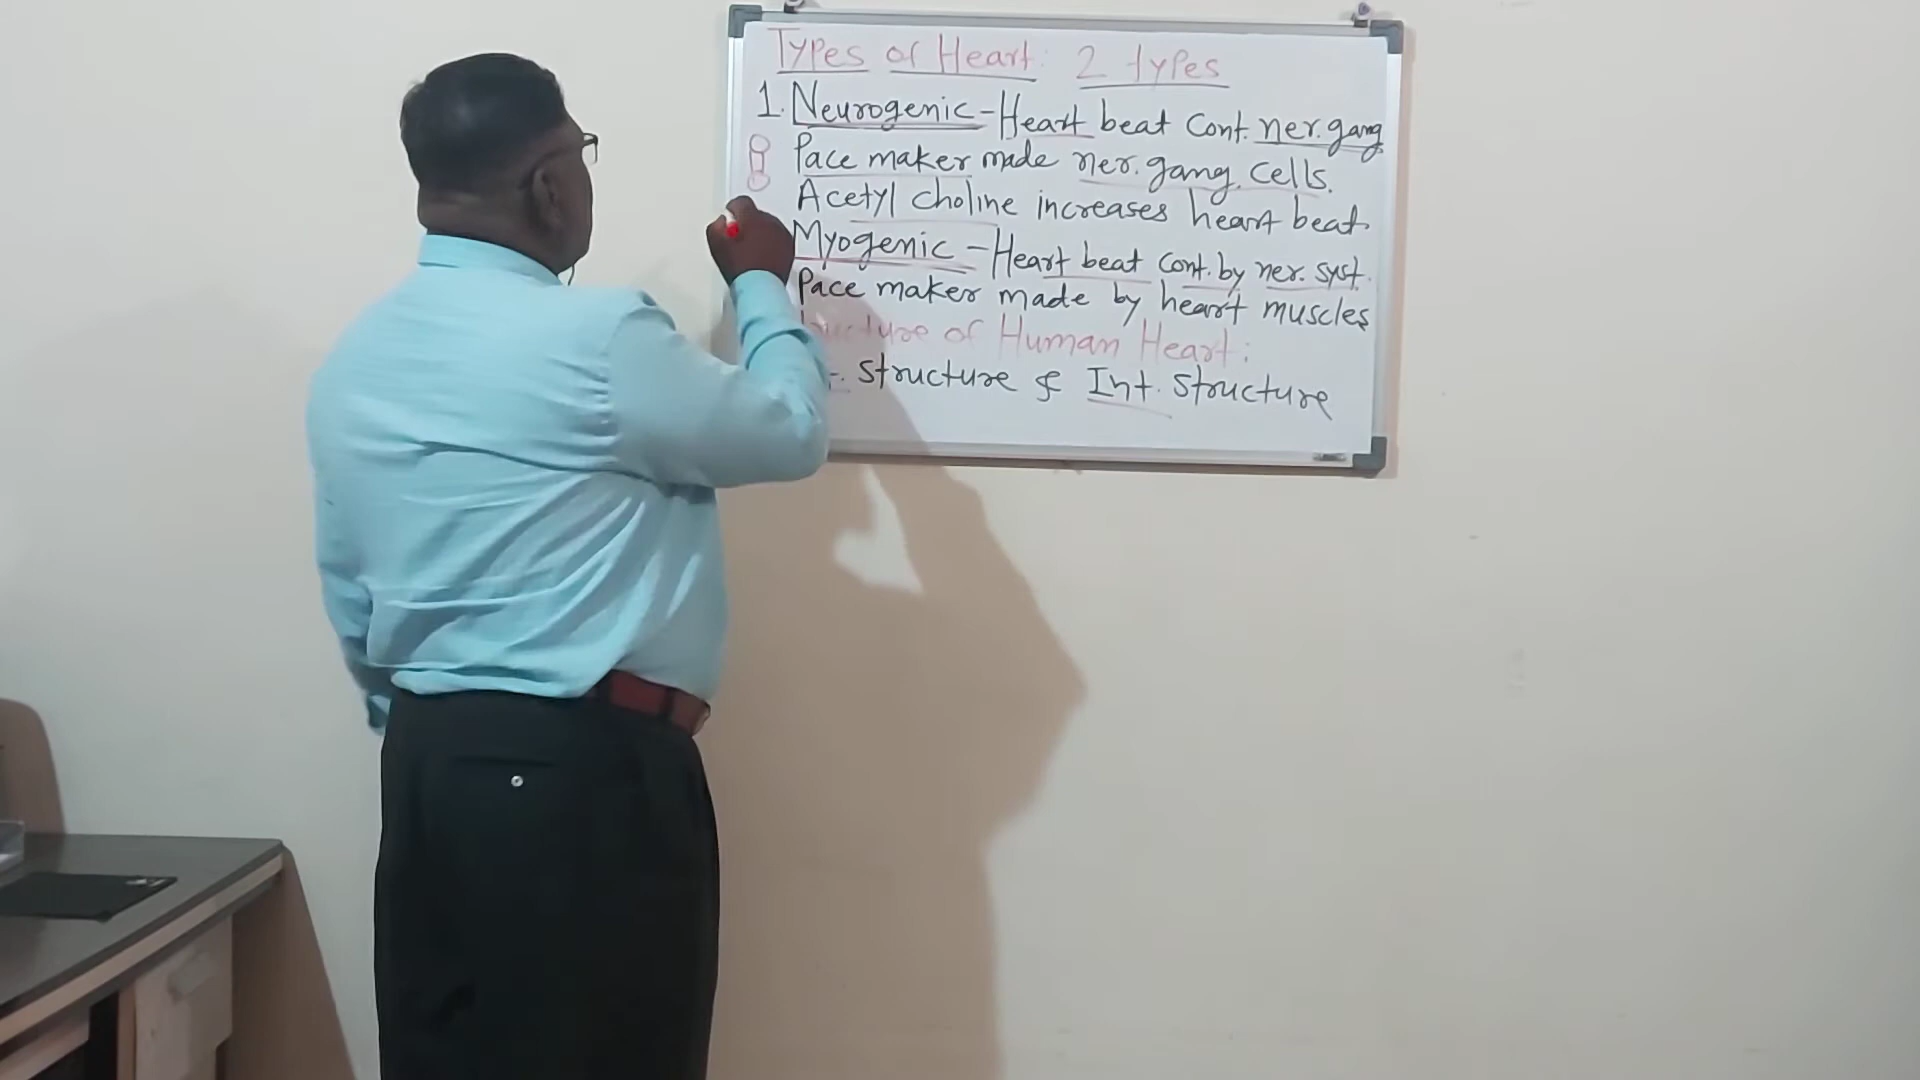 Types of Heart: 2 types
1. Neurogenic - Heart beat Cont. ner. gang
Pace maker made ner. gang. cells.
Acetyl choline increases heart beat.
Myogenic - Heart beat Cont. by ner. syst.
Pace maker made by heart muscles
of Human Heart:
structure & Int. structure